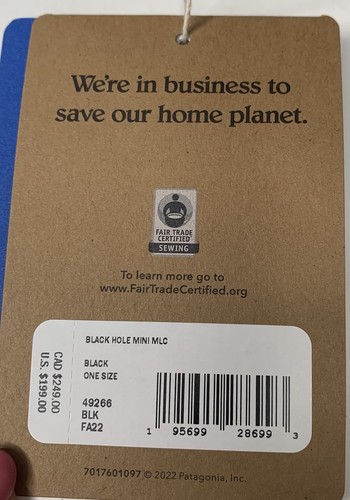 We're in business to
save our home planet.
FAIR TRADE
CERTIFIED
SEWING
To learn more go to
www.FairTradeCertified.org
BLACK HOLE MINI MLC
BLACK
ONE SIZE
49266
BLK
FA22
CAD $249.00
U.S. $199.00
1 95699 28699 3
7017601097 © 2022 Patagonia, Inc.